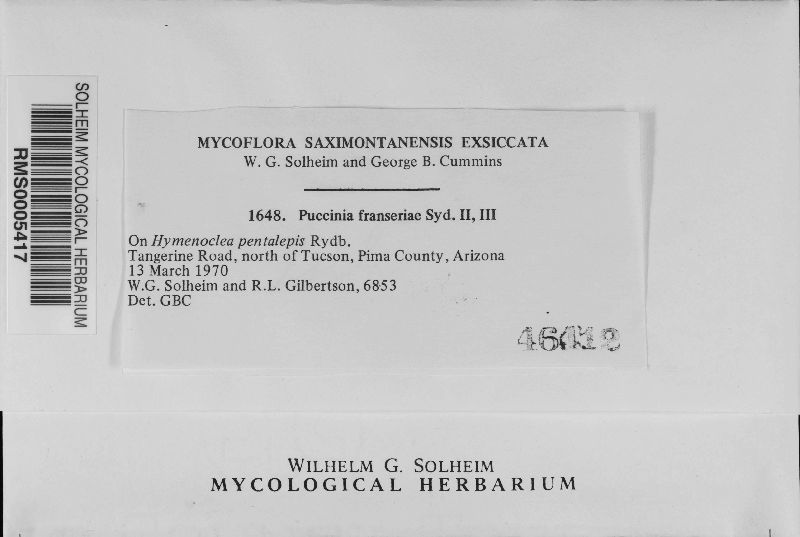 SOLHEIM MYCOLOGICAL HERBARIUM
RMS0005417
MYCOFLORA SAXIMONTANENSIS EXSICCATA
W. G. Solheim and George B. Cummins
1648. Puccinia franseriae Syd. II, III
On Hymenoclea pentalepis Rydb.
Tangerine Road, north of Tucson, Pima County, Arizona
13 March 1970
W.G. Solheim and R.L. Gilbertson, 6853
Det. GBC
WILHELM G. SOLHEIM
MYCOLOGICAL HERBARIUM